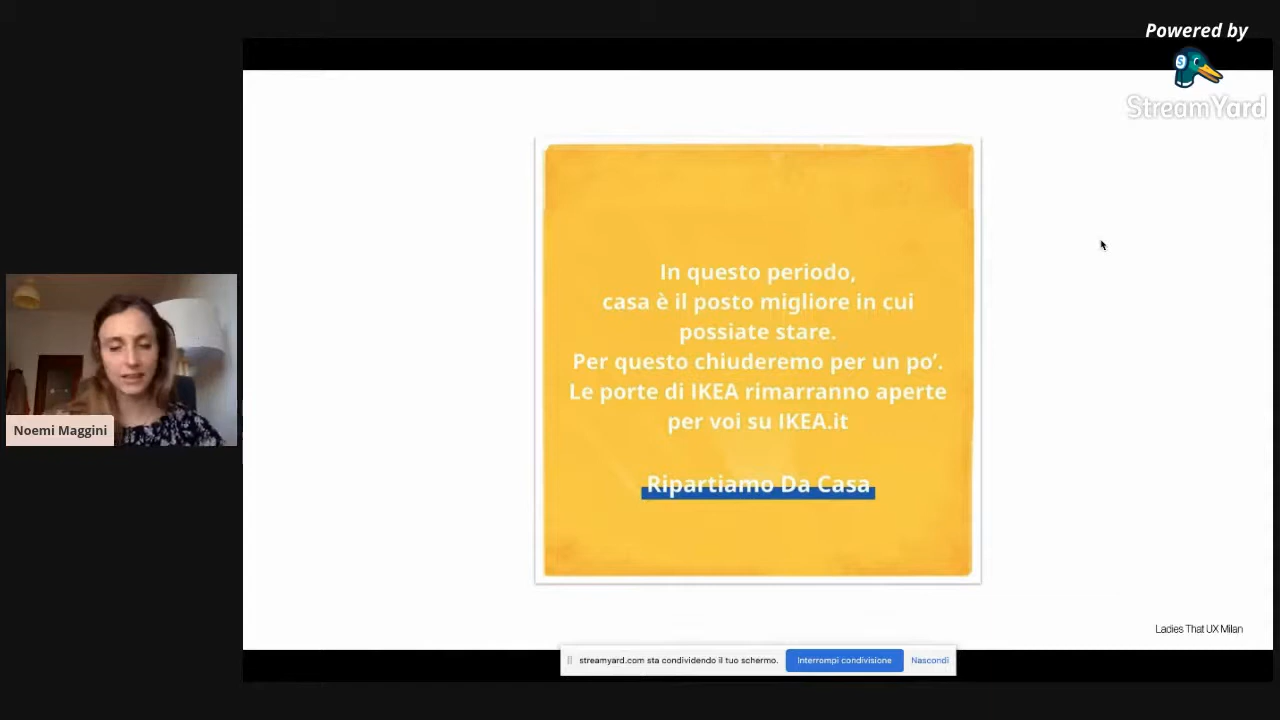 Powered by
StreamYard
In questo periodo,
casa è il posto migliore in cui
possiate stare.
Per questo chiuderemo per un po’.
Le porte di IKEA rimarranno aperte
per voi su IKEA.it
Ripartiamo Da Casa
Noemi Maggini
Ladies That UX Milan
streamyard.com sta condividendo il tuo schermo.
Interrompi condivisione
Nascondi